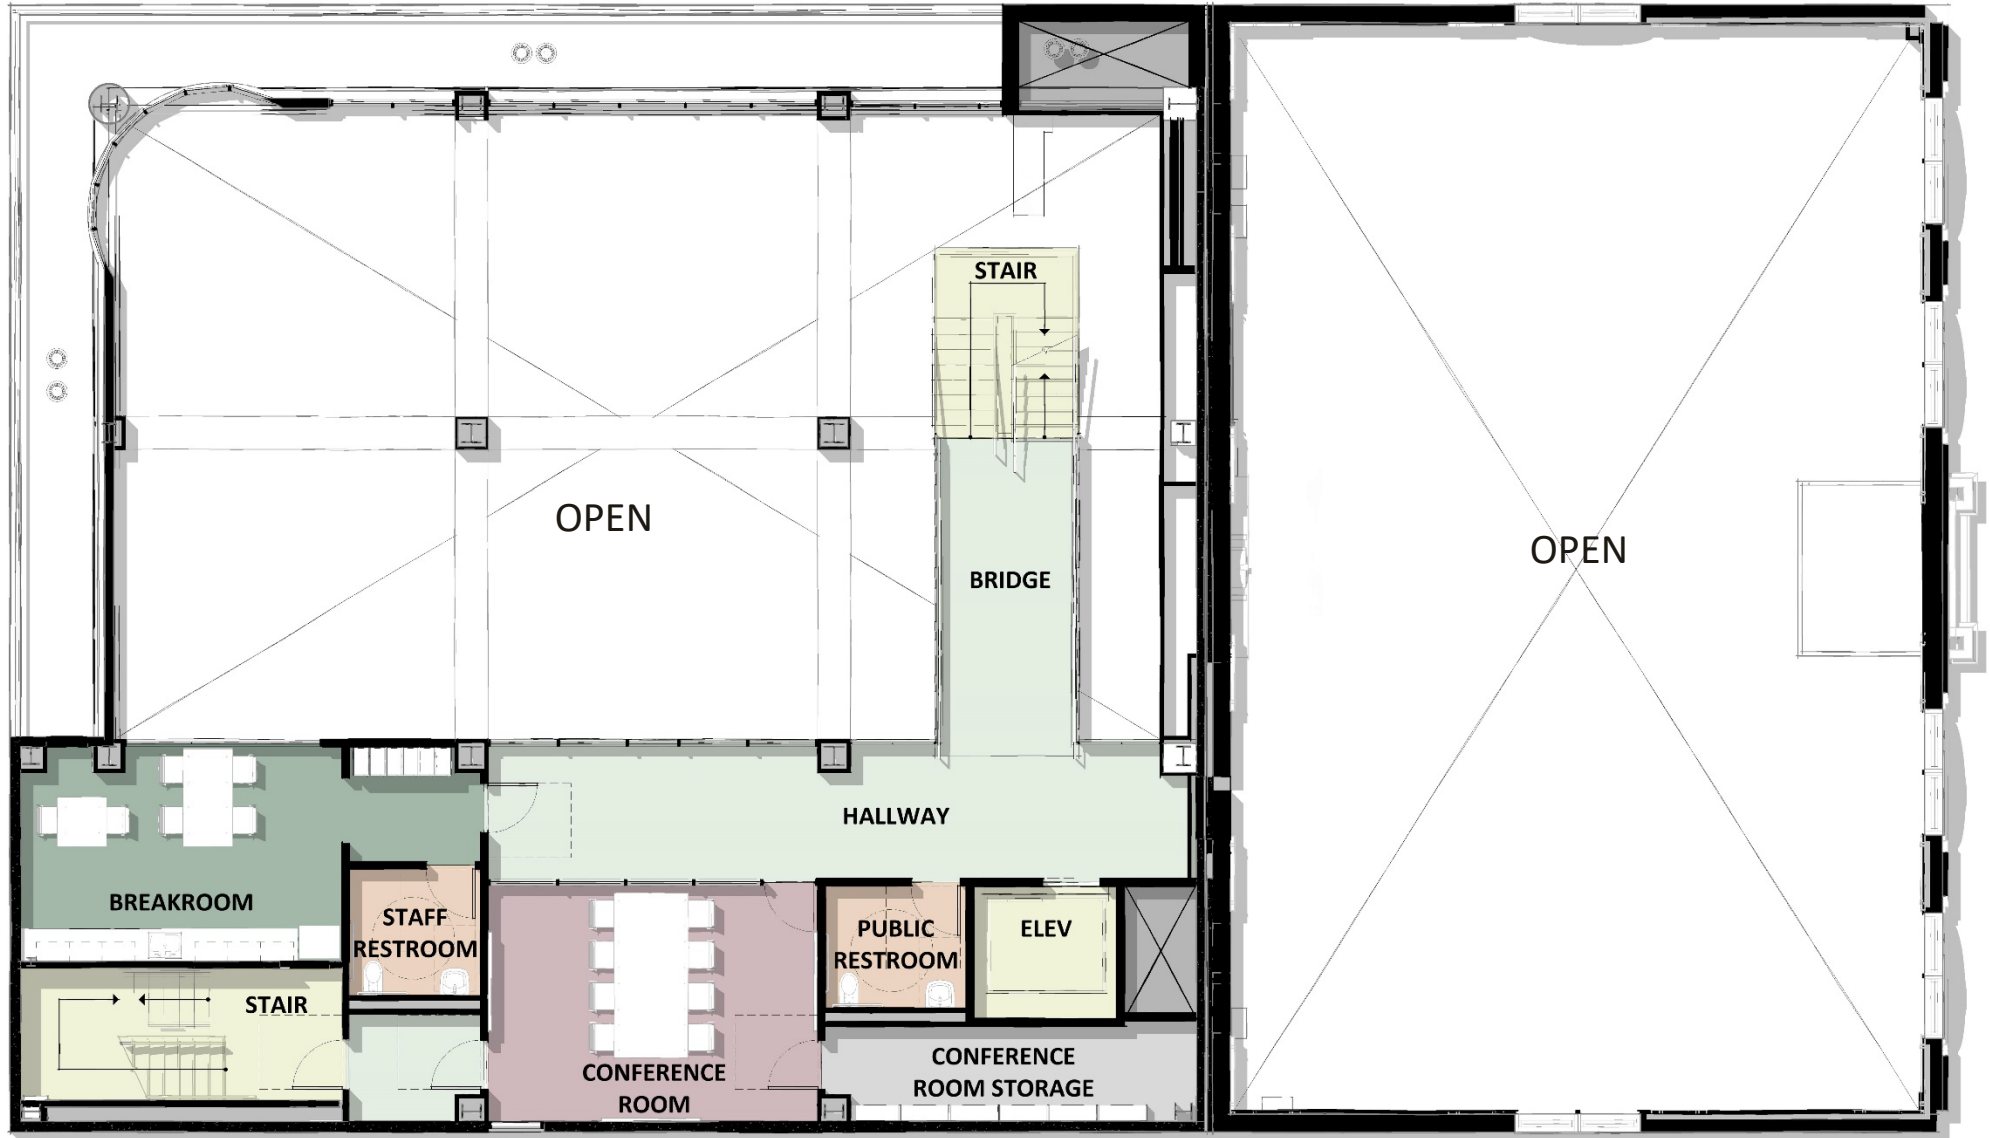 STAIR
OPEN
OPEN
BRIDGE
HALLWAY
BREAKROOM
STAFF
RESTROOM
PUBLIC
RESTROOM
ELEV
STAIR
CONFERENCE
ROOM
CONFERENCE
ROOM STORAGE